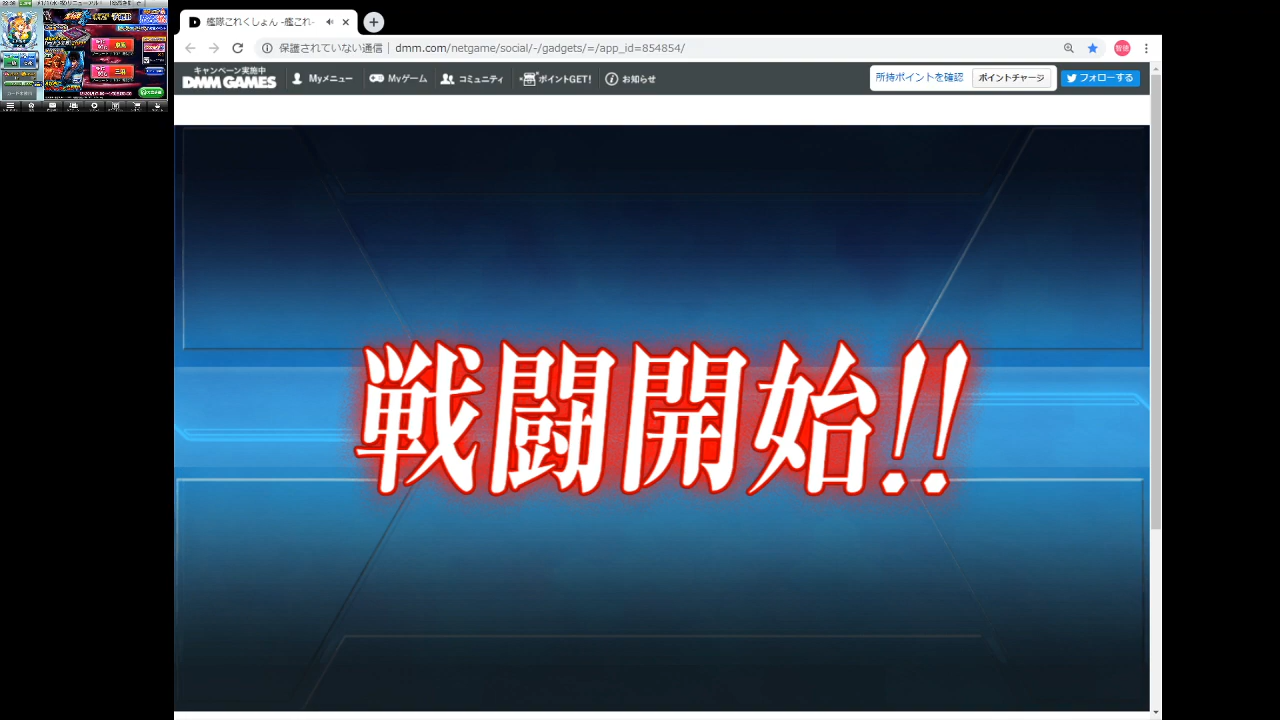 艦隊これくしょん -艦これ-
保護されていない通信 | dmm.com/netgame/social/-/gadgets/=/app_id=854854/
キャンペーン実施中
DMM GAMES
Myメニュー
Myゲーム
コミュニティ
ポイントGET!
お知らせ
所持ポイントを確認
ポイントチャージ
フォローする
戦闘開始!!